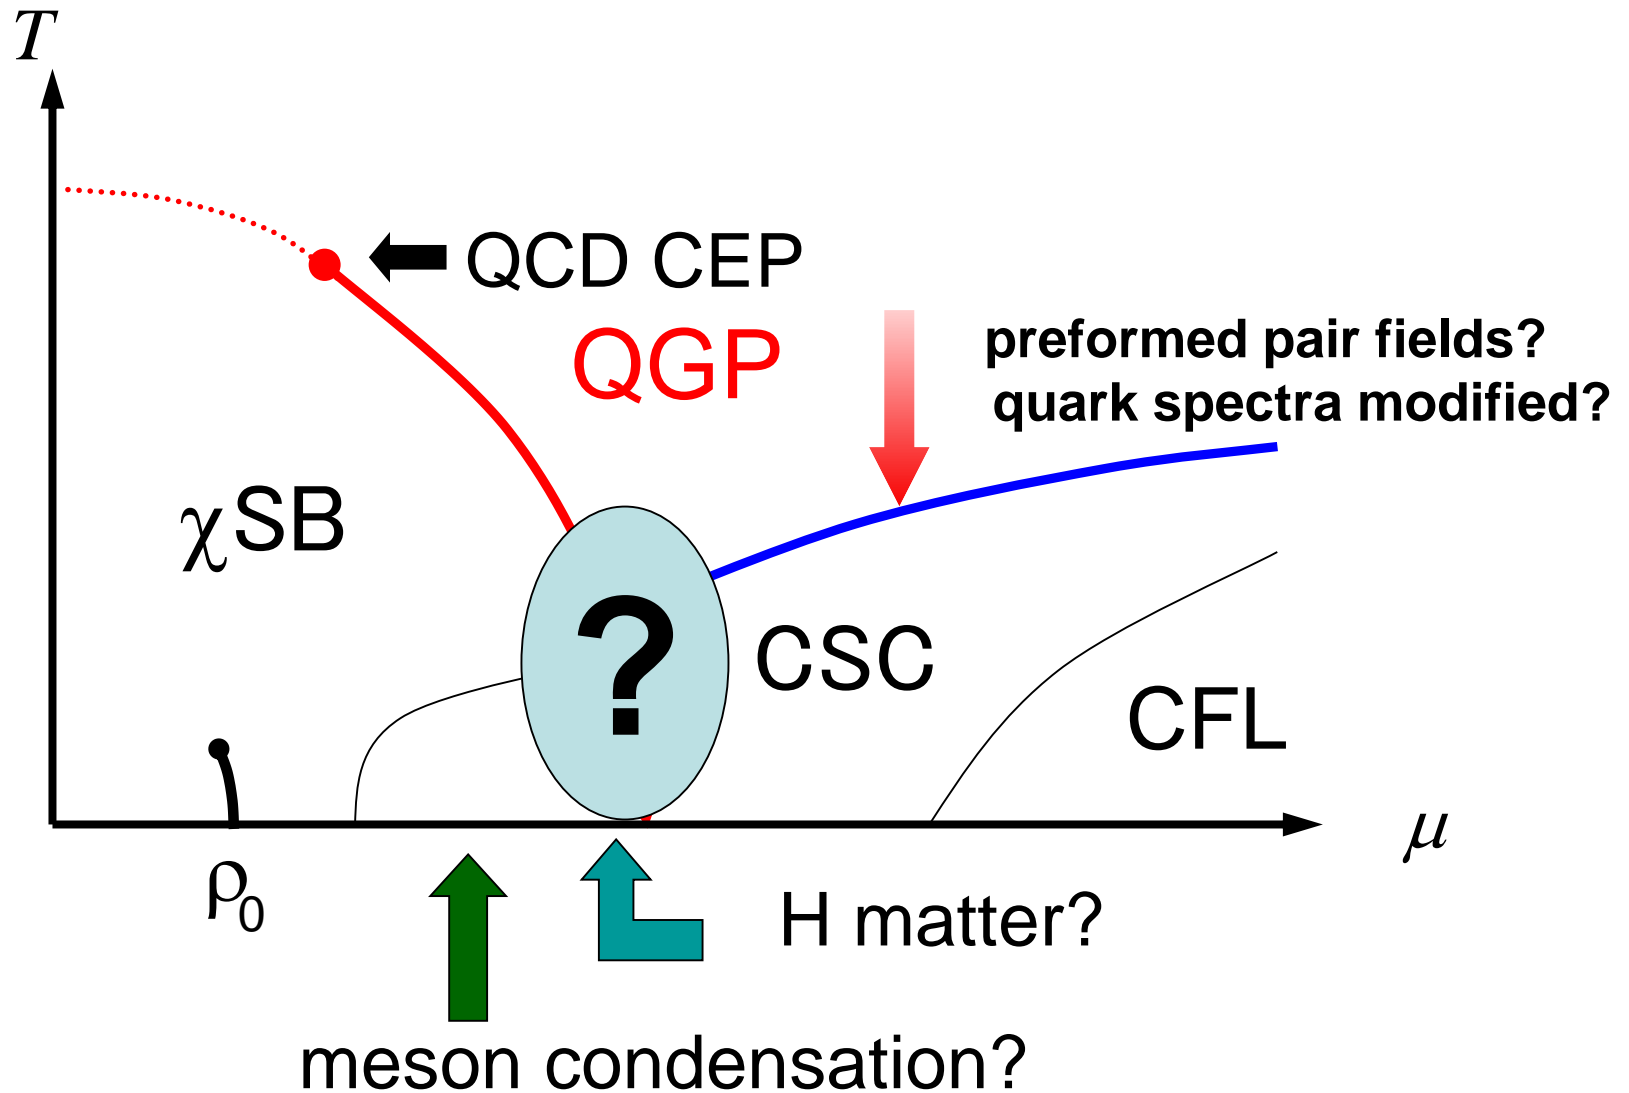 T
QCD CEP
QGP
preformed pair fields?
quark spectra modified?
χSB
?
CSC
CFL
μ
ρ0
H matter?
meson condensation?